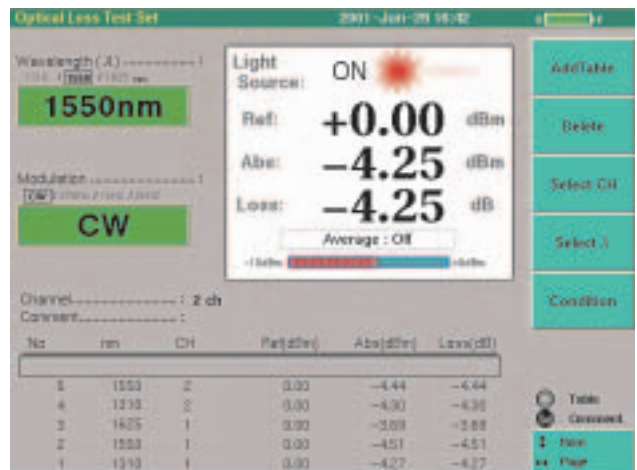 Optical Loss Test Set 2001-Jun-29 16:42
Wavelength (λ)
1550nm
Modulation
CW
Light Source: ON
Ref: +0.00 dBm
Abs: −4.25 dBm
Loss: −4.25 dB
Average : Off
AddTable
Delete
Select CH
Select λ
Condition
Channel : 2 ch
Comment :
No nm CH Ref(dBm) Abs(dBm) Loss(dB)
5 1550 2 0.00 −4.44 −4.44
4 1310 2 0.00 −4.30 −4.30
3 1625 1 0.00 −3.88
2 1550 1 0.00 −4.51 −4.51
1 1310 1 0.00 −4.27 −4.27
Table
Comment
Page